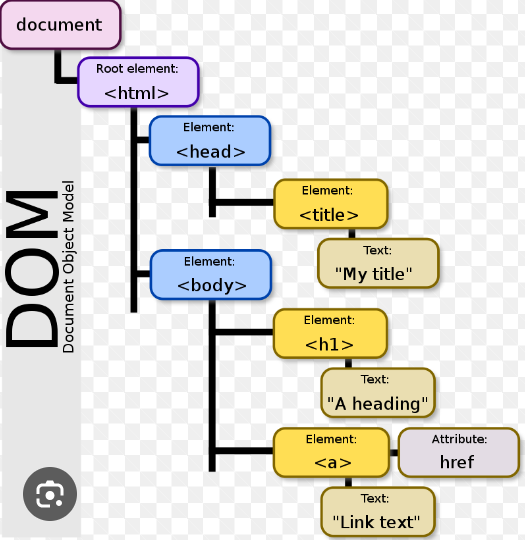 document
Root element:
<html>
Element:
<head>
Element:
<title>
Text:
"My title"
DOM
Document Object Model
Element:
<body>
Element:
<h1>
Text:
"A heading"
Element:
<a>
Attribute:
href
Text:
"Link text"